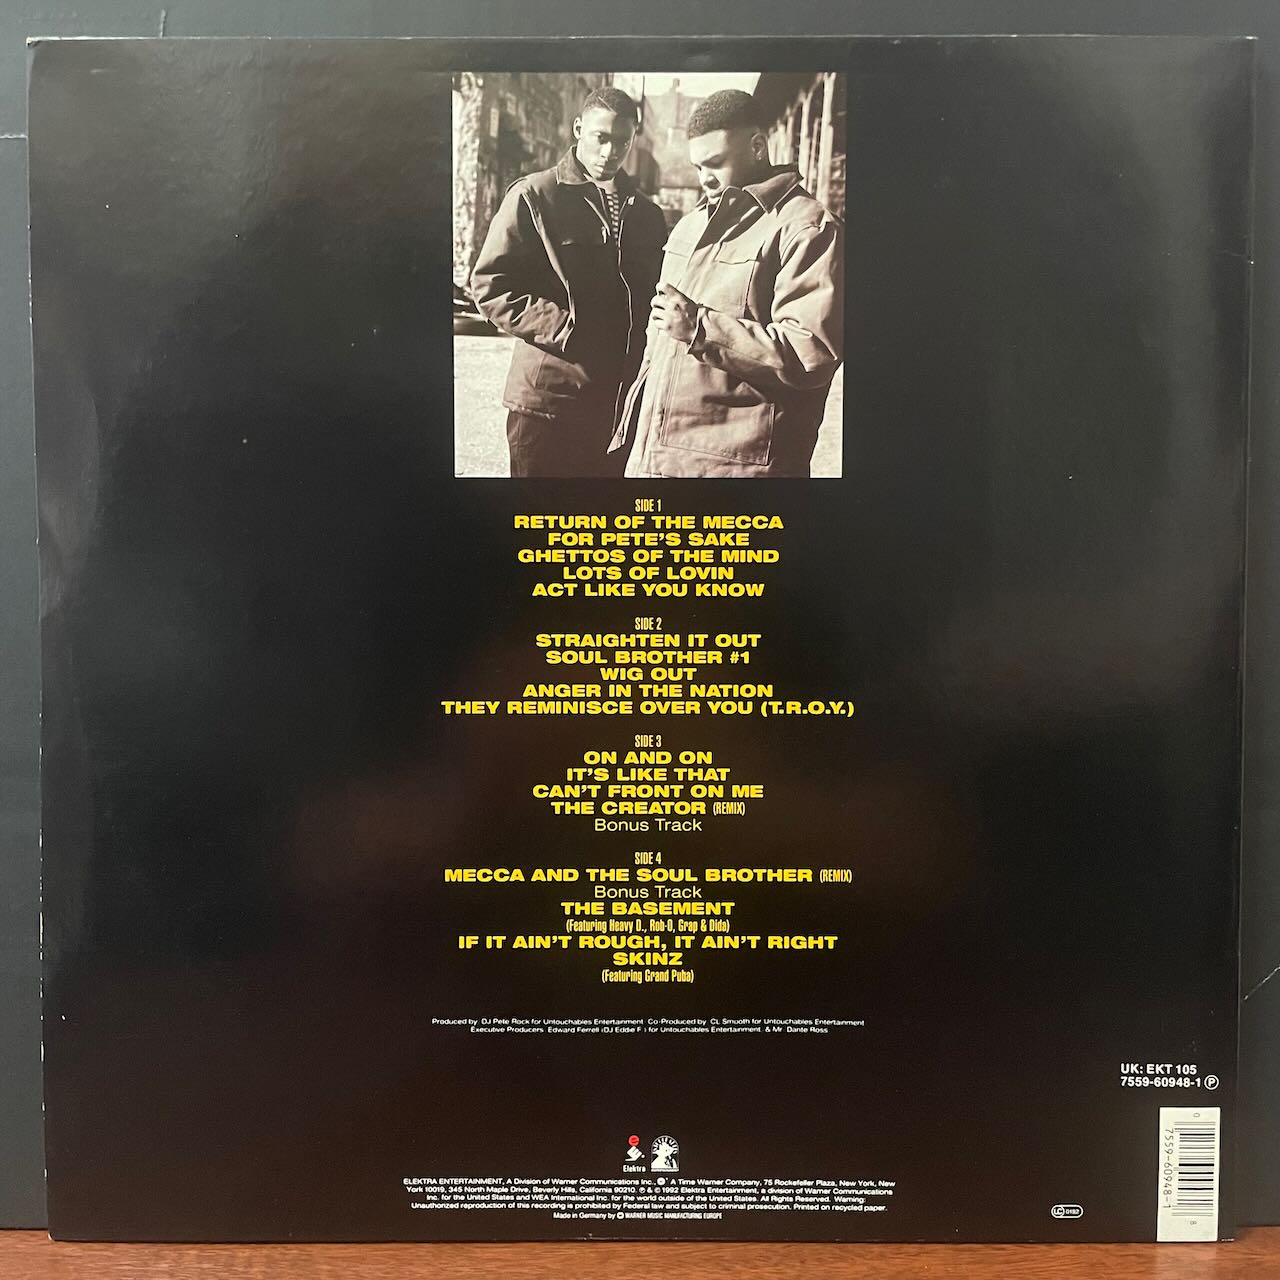 SIDE 1
RETURN OF THE MECCA
FOR PETE'S SAKE
GHETTOS OF THE MIND
LOTS OF LOVIN
ACT LIKE YOU KNOW
SIDE 2
STRAIGHTEN IT OUT
SOUL BROTHER #1
WIG OUT
ANGER IN THE NATION
THEY REMINISCE OVER YOU (T.R.O.Y.)
SIDE 3
ON AND ON
IT'S LIKE THAT
CAN'T FRONT ON ME
THE CREATOR (REMIX)
Bonus Track
SIDE 4
MECCA AND THE SOUL BROTHER (REMIX)
Bonus Track
THE BASEMENT
(Featuring Heavy D., Rob-O, Grap & Dida)
IF IT AIN'T ROUGH, IT AIN'T RIGHT
SKINZ
(Featuring Grand Puba)
Produced by DJ Pete Rock for Untouchables Entertainment Co-Produced by CL Smooth for Untouchables Entertainment
Executive Producers Edward Ferrell (DJ Eddie F.) for Untouchables Entertainment & Mr. Dante Ross
UK: EKT 105
7559-60948-1 Ⓟ
0 7559-60948-1 8
Elektra
ELEKTRA ENTERTAINMENT, A Division of Warner Communications Inc., A Time Warner Company, 75 Rockefeller Plaza, New York, New
York 10019, 345 North Maple Drive, Beverly Hills, California 90210. ℗ & © 1992 Elektra Entertainment, a division of Warner Communications
Inc. for the United States and WEA International Inc. for the world outside of the United States. All Rights Reserved. Warning:
Unauthorized reproduction of this recording is prohibited by Federal law and subject to criminal prosecution. Printed on recycled paper.
Made in Germany by WARNER MUSIC MANUFACTURING EUROPE
LC 0192